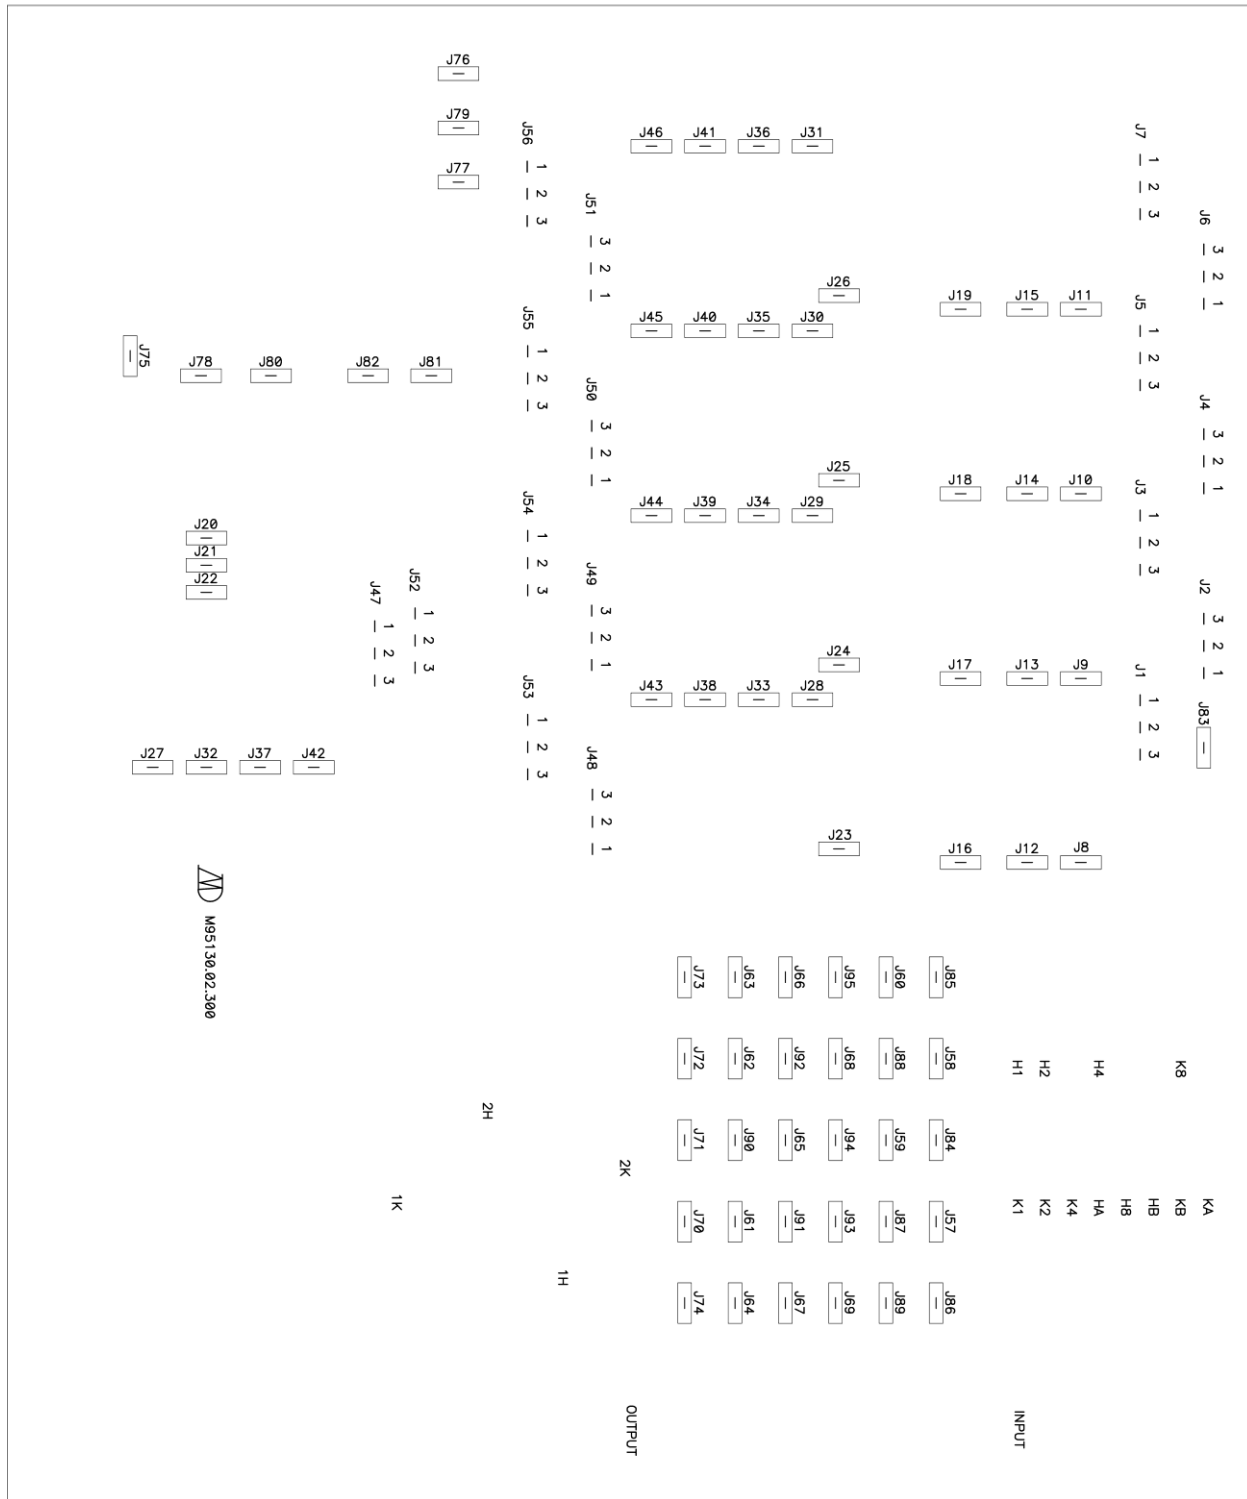 J76
J79
J56
J46 J41 J36 J31
J7
1
2
3
J77
1
2
3
J51
3
2
1
J6
3
2
1
J26
J19 J15 J11
J55
J45 J40 J35 J30
J5
1
2
3
J75
J78 J80 J82 J81
1
2
3
J50
3
2
1
J4
3
2
1
J25
J18 J14 J10
J54
J44 J39 J34 J29
J3
1
2
3
J20
J21
J22
1
2
3
J47
1
2
3
J52
1
2
3
J49
3
2
1
J2
3
2
1
J24
J17 J13 J9
J53
J43 J38 J33 J28
J1
1
2
3
J83
1
2
3
J27 J32 J37 J42
J48
3
2
1
J23
J16 J12 J8
M95130.02.300
J73 J63 J66 J95 J60 J85
J72 J62 J92 J68 J88 J58
H1 H2 H4 K8
2H
J71 J90 J65 J94 J59 J84
2K
1K
J70 J61 J91 J93 J87 J57
K1 K2 K4 HA H8 HB KB KA
1H
J74 J64 J67 J69 J89 J86
OUTPUT
INPUT